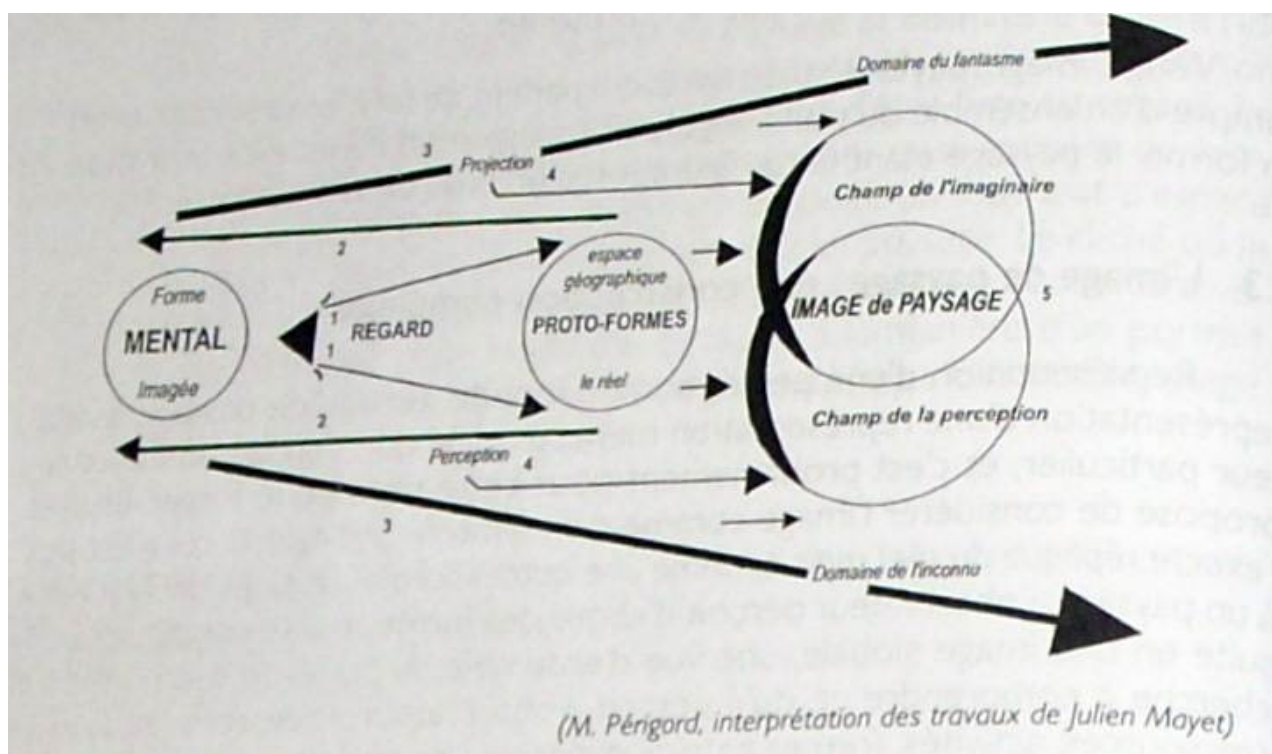 Domaine du fantasme
3
Projection
4
Champ de l'imaginaire
2
espace
géographique
Forme
MENTAL
Imagée
1
REGARD
1
PROTO-FORMES
IMAGE de PAYSAGE
5
le réel
Champ de la perception
2
Perception
4
3
Domaine de l'inconnu
(M. Périgord, interprétation des travaux de Julien Mayet)